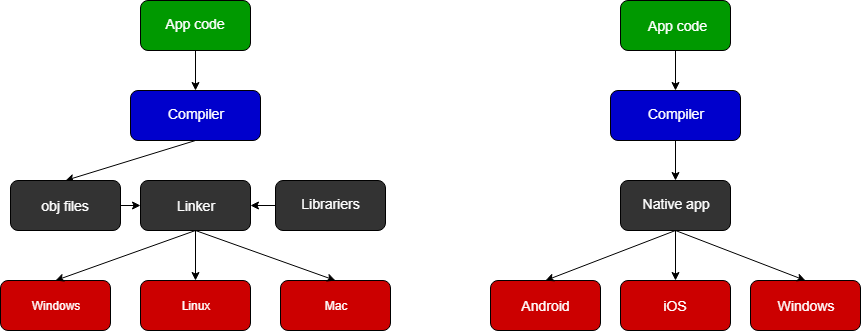 App code
Compiler
obj files
Linker
Librariers
Windows
Linux
Mac
App code
Compiler
Native app
Android
iOS
Windows